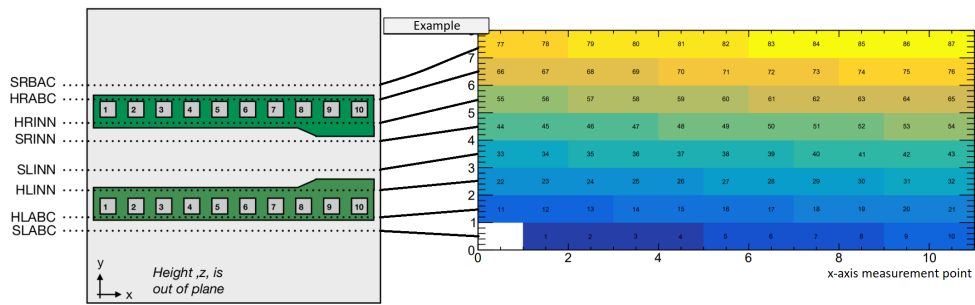 Example
SRBAC
HRABC
HRINN
SRINN
SLINN
HLINN
HLABC
SLABC
1 2 3 4 5 6 7 8 9 10
1 2 3 4 5 6 7 8 9 10
y
x
Height ,z, is
out of plane
77 78 79 80 81 82 83 84 85 86 87
7
66 67 68 69 70 71 72 73 74 75 76
6
55 56 57 58 59 60 61 62 63 64 65
5
44 45 46 47 48 49 50 51 52 53 54
4
33 34 35 36 37 38 39 40 41 42 43
3
22 23 24 25 26 27 28 29 30 31 32
2
11 12 13 14 15 16 17 18 19 20 21
1
1 2 3 4 5 6 7 8 9 10
0
0 2 4 6 8 10
x-axis measurement point